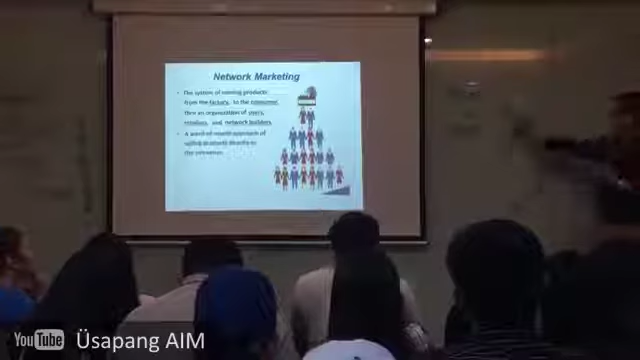 Network Marketing
• The system of moving products
from the factory, to the consumer
thru an organization of users,
retailers, and network builders.
• A word-of-mouth approach of
selling products directly to
the consumer.
YouTube Üsapang AIM